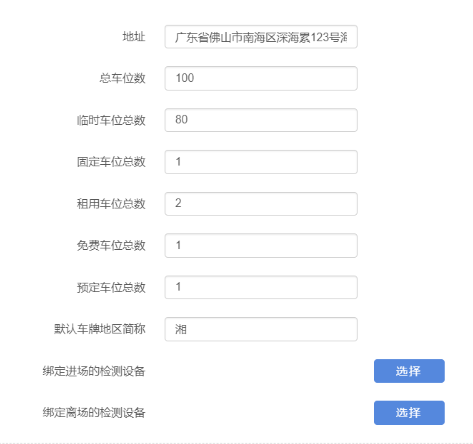 地址 广东省佛山市南海区深海累123号
总车位数 100
临时车位总数 80
固定车位总数 1
租用车位总数 2
免费车位总数 1
预定车位总数 1
默认车牌地区简称 湘
绑定进场的检测设备 选择
绑定离场的检测设备 选择